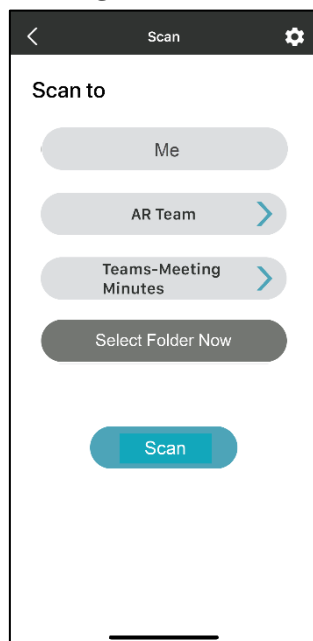 Scan
Scan to
Me
AR Team
Teams-Meeting
Minutes
Select Folder Now
Scan